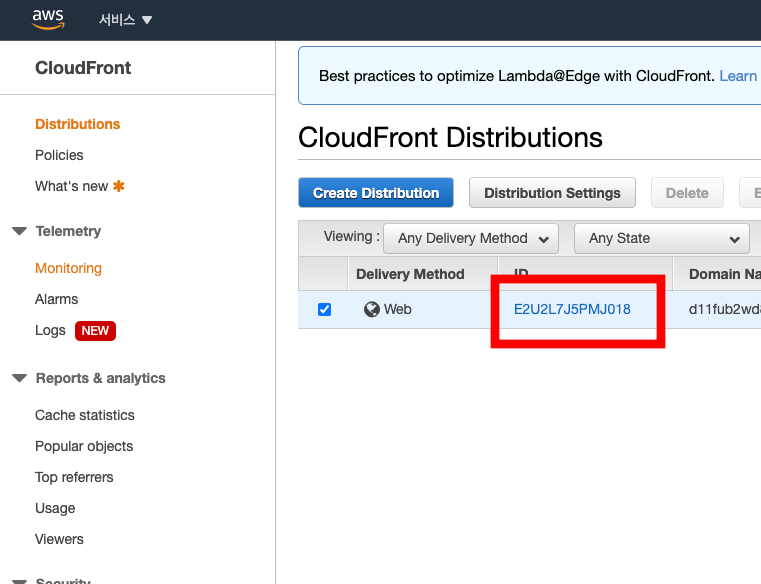 aws 서비스
CloudFront
Distributions
Policies
What's new
Telemetry
Monitoring
Alarms
Logs NEW
Reports & analytics
Cache statistics
Popular objects
Top referrers
Usage
Viewers
Security
Best practices to optimize Lambda@Edge with CloudFront. Learn
CloudFront Distributions
Create Distribution Distribution Settings Delete E
Viewing : Any Delivery Method Any State
Delivery Method ID Domain Na
Web E2U2L7J5PMJ018 d11fub2wd8